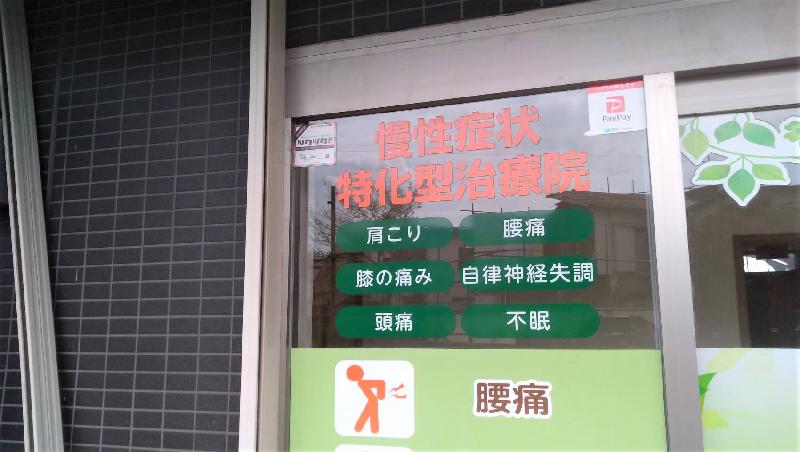 慢性症状
特化型治療院
PayPay
肩こり
腰痛
膝の痛み
自律神経失調
頭痛
不眠
腰痛